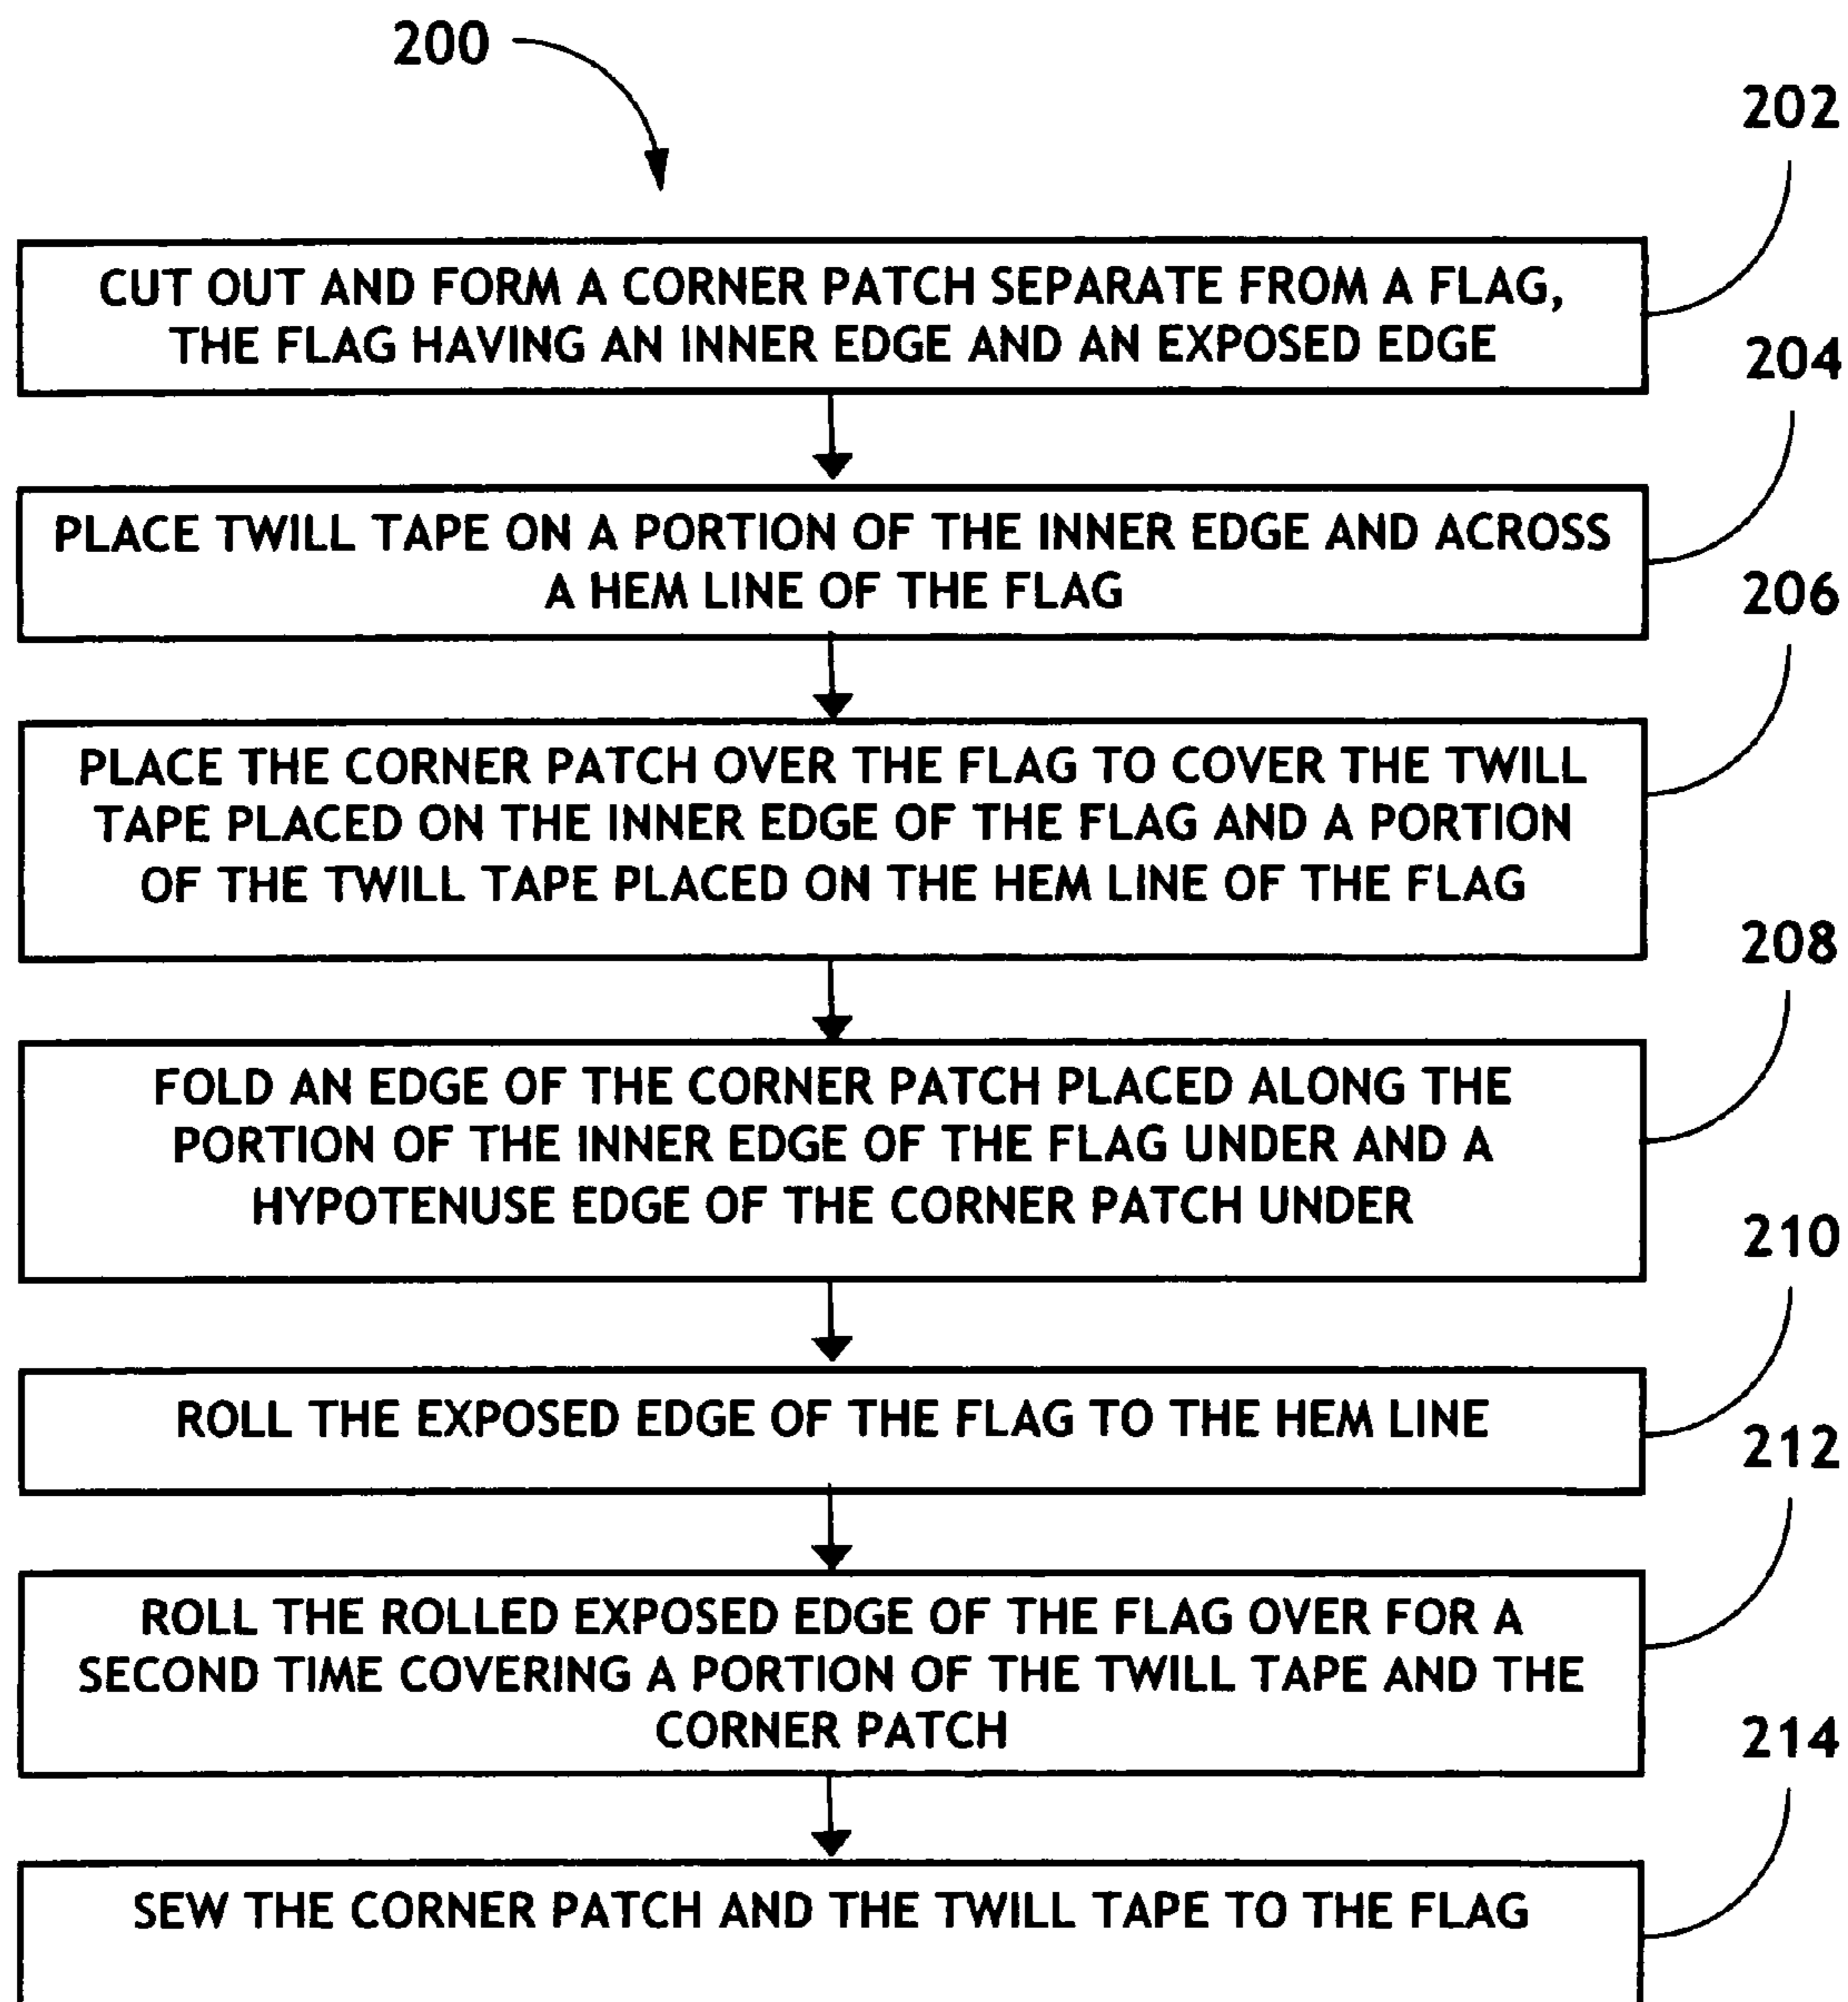 200
202
CUT OUT AND FORM A CORNER PATCH SEPARATE FROM A FLAG,
THE FLAG HAVING AN INNER EDGE AND AN EXPOSED EDGE
204
PLACE TWILL TAPE ON A PORTION OF THE INNER EDGE AND ACROSS
A HEM LINE OF THE FLAG
206
PLACE THE CORNER PATCH OVER THE FLAG TO COVER THE TWILL
TAPE PLACED ON THE INNER EDGE OF THE FLAG AND A PORTION
OF THE TWILL TAPE PLACED ON THE HEM LINE OF THE FLAG
208
FOLD AN EDGE OF THE CORNER PATCH PLACED ALONG THE
PORTION OF THE INNER EDGE OF THE FLAG UNDER AND A
HYPOTENUSE EDGE OF THE CORNER PATCH UNDER
210
ROLL THE EXPOSED EDGE OF THE FLAG TO THE HEM LINE
212
ROLL THE ROLLED EXPOSED EDGE OF THE FLAG OVER FOR A
SECOND TIME COVERING A PORTION OF THE TWILL TAPE AND THE
CORNER PATCH
214
SEW THE CORNER PATCH AND THE TWILL TAPE TO THE FLAG